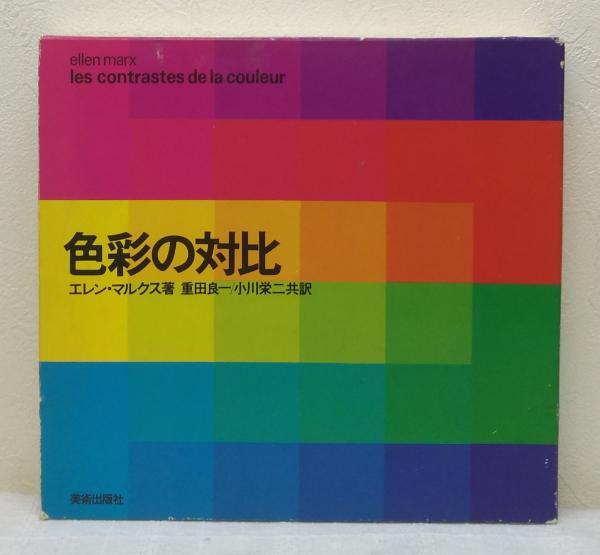 ellen marx
les contrastes de la couleur
色彩の対比
エレン・マルクス著 重田良一/小川栄二共訳
美術出版社